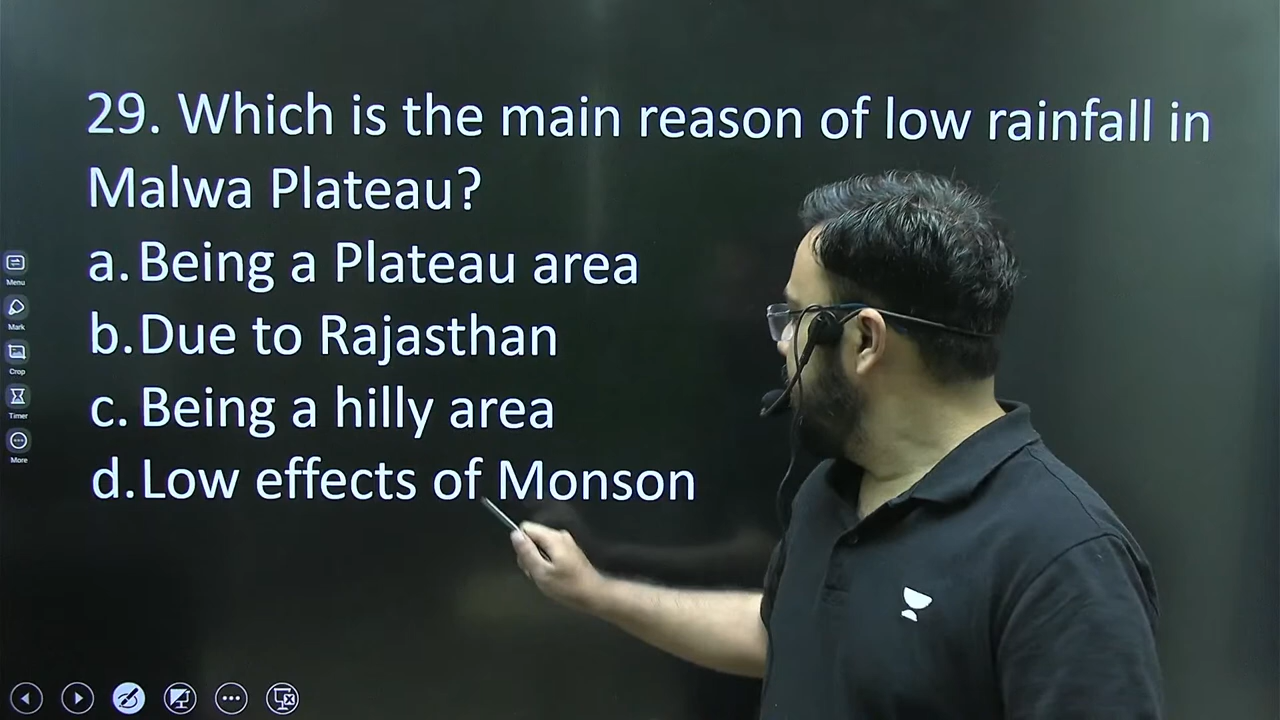 29. Which is the main reason of low rainfall in
Malwa Plateau?
a. Being a Plateau area
b. Due to Rajasthan
c. Being a hilly area
d. Low effects of Monson
Menu
Mark
Crop
Timer
More